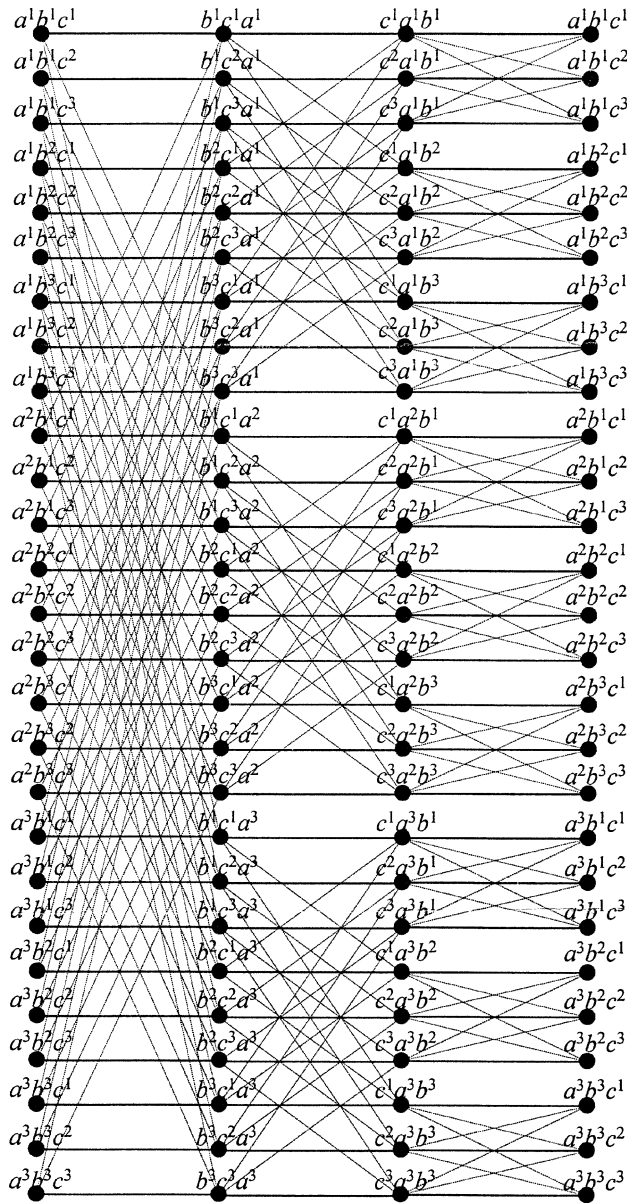 a¹b¹c¹ b¹c¹a¹ c¹a¹b¹ a¹b¹c¹
a¹b¹c² b¹c²a¹ c²a¹b¹ a¹b¹c²
a¹b¹c³ b¹c³a¹ c³a¹b¹ a¹b¹c³
a¹b²c¹ b²c¹a¹ c¹a¹b² a¹b²c¹
a¹b²c² b²c²a¹ c²a¹b² a¹b²c²
a¹b²c³ b²c³a¹ c³a¹b² a¹b²c³
a¹b³c¹ b³c¹a¹ c¹a¹b³ a¹b³c¹
a¹b³c² b³c²a¹ c²a¹b³ a¹b³c²
a¹b³c³ b³c³a¹ c³a¹b³ a¹b³c³
a²b¹c¹ b¹c¹a² c¹a²b¹ a²b¹c¹
a²b¹c² b¹c²a² c²a²b¹ a²b¹c²
a²b¹c³ b¹c³a² c³a²b¹ a²b¹c³
a²b²c¹ b²c¹a² c¹a²b² a²b²c¹
a²b²c² b²c²a² c²a²b² a²b²c²
a²b²c³ b²c³a² c³a²b² a²b²c³
a²b³c¹ b³c¹a² c¹a²b³ a²b³c¹
a²b³c² b³c²a² c²a²b³ a²b³c²
a²b³c³ b³c³a² c³a²b³ a²b³c³
a³b¹c¹ b¹c¹a³ c¹a³b¹ a³b¹c¹
a³b¹c² b¹c²a³ c²a³b¹ a³b¹c²
a³b¹c³ b¹c³a³ c³a³b¹ a³b¹c³
a³b²c¹ b²c¹a³ c¹a³b² a³b²c¹
a³b²c² b²c²a³ c²a³b² a³b²c²
a³b²c³ b²c³a³ c³a³b² a³b²c³
a³b³c¹ b³c¹a³ c¹a³b³ a³b³c¹
a³b³c² b³c²a³ c²a³b³ a³b³c²
a³b³c³ b³c³a³ c³a³b³ a³b³c³